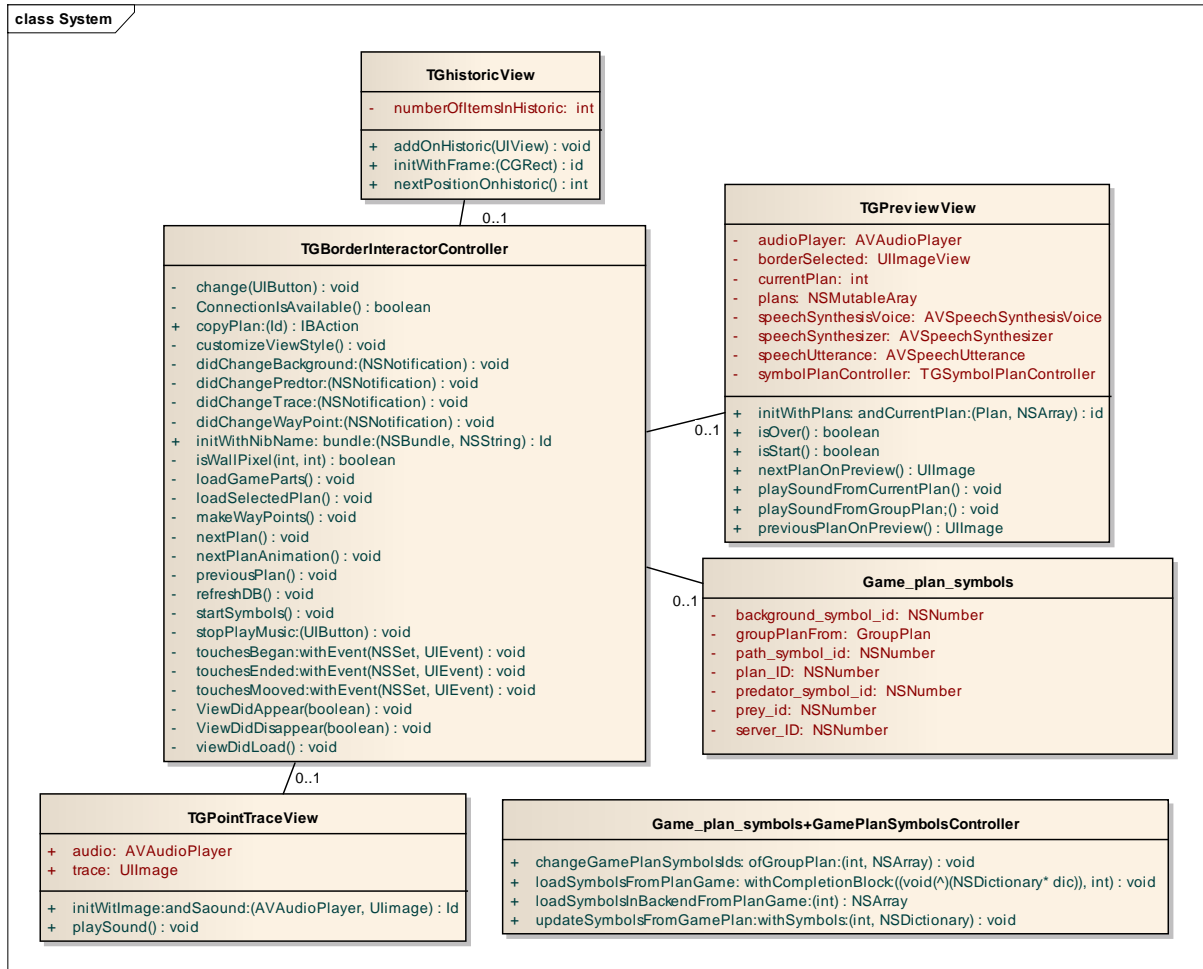 class System
TGhistoricView
- numberOfItemsInHistoric: int
+ addOnHistoric(UIView) : void
+ initWithFrame:(CGRect) : id
+ nextPositionOnhistoric() : int
0..1
TGBorderInteractorController
- change(UIButton) : void
- ConnectionIsAvailable() : boolean
+ copyPlan:(Id) : IBAction
- customizeViewStyle() : void
- didChangeBackground:(NSNotification) : void
- didChangePredtor:(NSNotification) : void
- didChangeTrace:(NSNotification) : void
- didChangeWayPoint:(NSNotification) : void
+ initWithNibName: bundle:(NSBundle, NSString) : Id
- isWallPixel(int, int) : boolean
- loadGameParts() : void
- loadSelectedPlan() : void
- makeWayPoints() : void
- nextPlan() : void
- nextPlanAnimation() : void
- previousPlan() : void
- refreshDB() : void
- startSymbols() : void
- stopPlayMusic:(UIButton) : void
- touchesBegan:withEvent(NSSet, UIEvent) : void
- touchesEnded:withEvent(NSSet, UIEvent) : void
- touchesMooved:withEvent(NSSet, UIEvent) : void
- ViewDidAppear(boolean) : void
- ViewDidDisappear(boolean) : void
- viewDidLoad() : void
TGPreviewView
- audioPlayer: AVAudioPlayer
- borderSelected: UIImageView
- currentPlan: int
- plans: NSMutableAray
- speechSynthesisVoice: AVSpeechSynthesisVoice
- speechSynthesizer: AVSpeechSynthesizer
- speechUtterance: AVSpeechUtterance
- symbolPlanController: TGSymbolPlanController
+ initWithPlans: andCurrentPlan:(Plan, NSArray) : id
+ isOver() : boolean
+ isStart() : boolean
+ nextPlanOnPreview() : UIImage
+ playSoundFromCurrentPlan() : void
+ playSoundFromGroupPlan;() : void
+ previousPlanOnPreview() : UIImage
0..1
Game_plan_symbols
- background_symbol_id: NSNumber
- groupPlanFrom: GroupPlan
- path_symbol_id: NSNumber
- plan_ID: NSNumber
- predator_symbol_id: NSNumber
- prey_id: NSNumber
- server_ID: NSNumber
0..1
0..1
TGPointTraceView
+ audio: AVAudioPlayer
+ trace: UIImage
+ initWitImage:andSaound:(AVAudioPlayer, UIimage) : Id
+ playSound() : void
Game_plan_symbols+GamePlanSymbolsController
+ changeGamePlanSymbolsIds: ofGroupPlan:(int, NSArray) : void
+ loadSymbolsFromPlanGame: withCompletionBlock:((void(^)(NSDictionary* dic)), int) : void
+ loadSymbolsInBackendFromPlanGame:(int) : NSArray
+ updateSymbolsFromGamePlan:withSymbols:(int, NSDictionary) : void